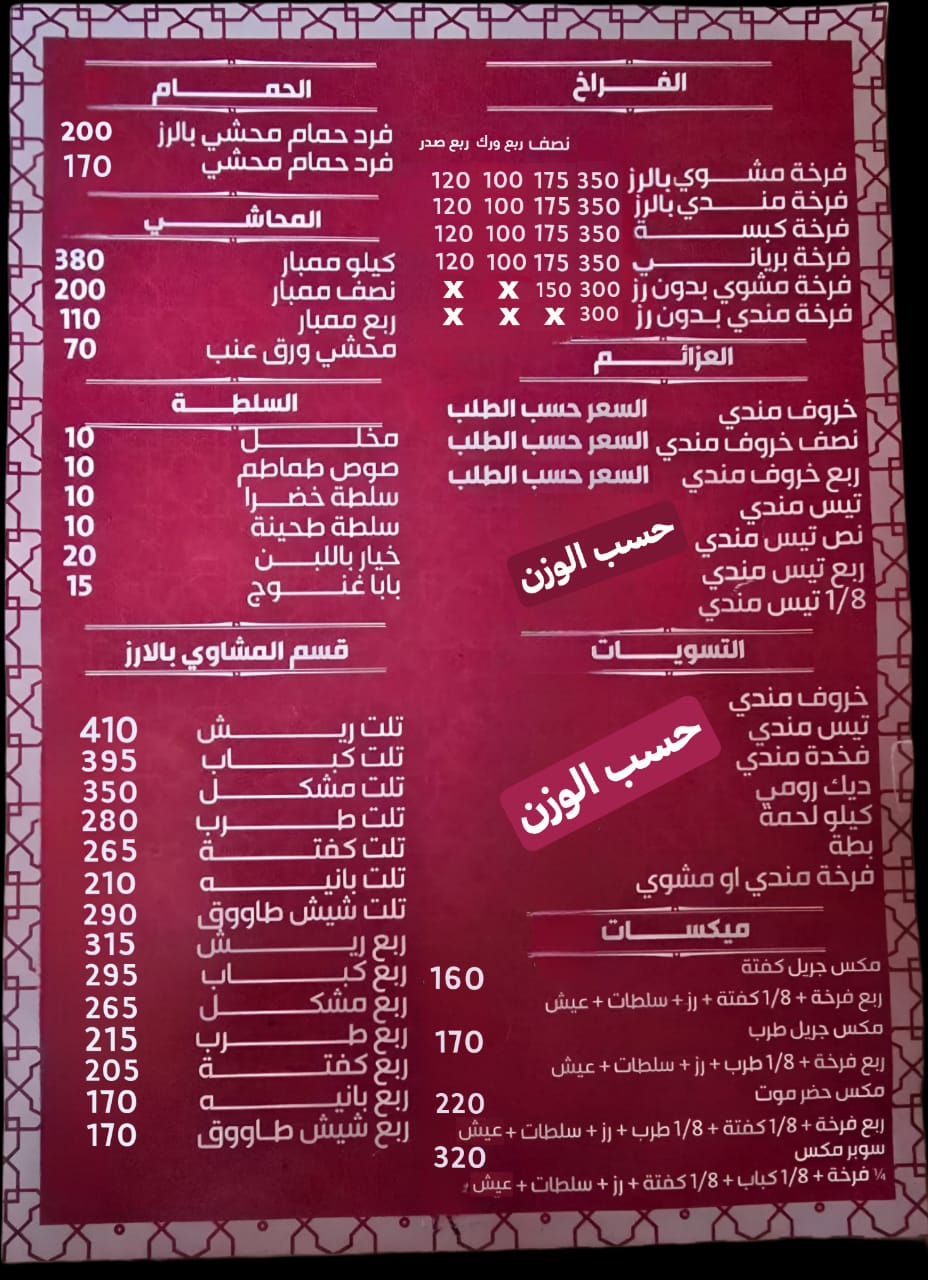 الفراخ
نصف ربع ورك ربع صدر
فرخة مشوي بالرز 350 175 100 120
فرخة مندي بالرز 350 175 100 120
فرخة كبسة 350 175 100 120
فرخة برياني 350 175 100 120
فرخة مشوي بدون رز 300 150 X X
فرخة مندي بدون رز 300 X X X
العزائم
خروف مندي السعر حسب الطلب
نصف خروف مندي السعر حسب الطلب
ربع خروف مندي السعر حسب الطلب
تيس مندي
نص تيس مندي
ربع تيس مندي
1/8 تيس مندي
حسب الوزن
التسويات
خروف مندي
تيس مندي
فخدة مندي
ديك رومي
كيلو لحمة
بطة
فرخة مندي او مشوي
حسب الوزن
ميكسات
مكس جريل كفتة 160
ربع فرخة + 1/8 كفتة + رز + سلطات + عيش
مكس جريل طرب 170
ربع فرخة + 1/8 طرب + رز + سلطات + عيش
مكس حضر موت 220
ربع فرخة + 1/8 كفتة + 1/8 طرب + رز + سلطات + عيش
سوبر مكس 320
¼ فرخة + 1/8 كباب + 1/8 كفتة + رز + سلطات + عيش
الحمام
فرد حمام محشي بالرز 200
فرد حمام محشي 170
المحاشي
كيلو ممبار 380
نصف ممبار 200
ربع ممبار 110
محشي ورق عنب 70
السلطة
مخلل 10
صوص طماطم 10
سلطة خضرا 10
سلطة طحينة 10
خيار باللبن 20
بابا غنوج 15
قسم المشاوي بالارز
تلت ريش 410
تلت كباب 395
تلت مشكل 350
تلت طرب 280
تلت كفتة 265
تلت بانيه 210
تلت شيش طاووق 290
ربع ريش 315
ربع كباب 295
ربع مشكل 265
ربع طرب 215
ربع كفتة 205
ربع بانيه 170
ربع شيش طاووق 170